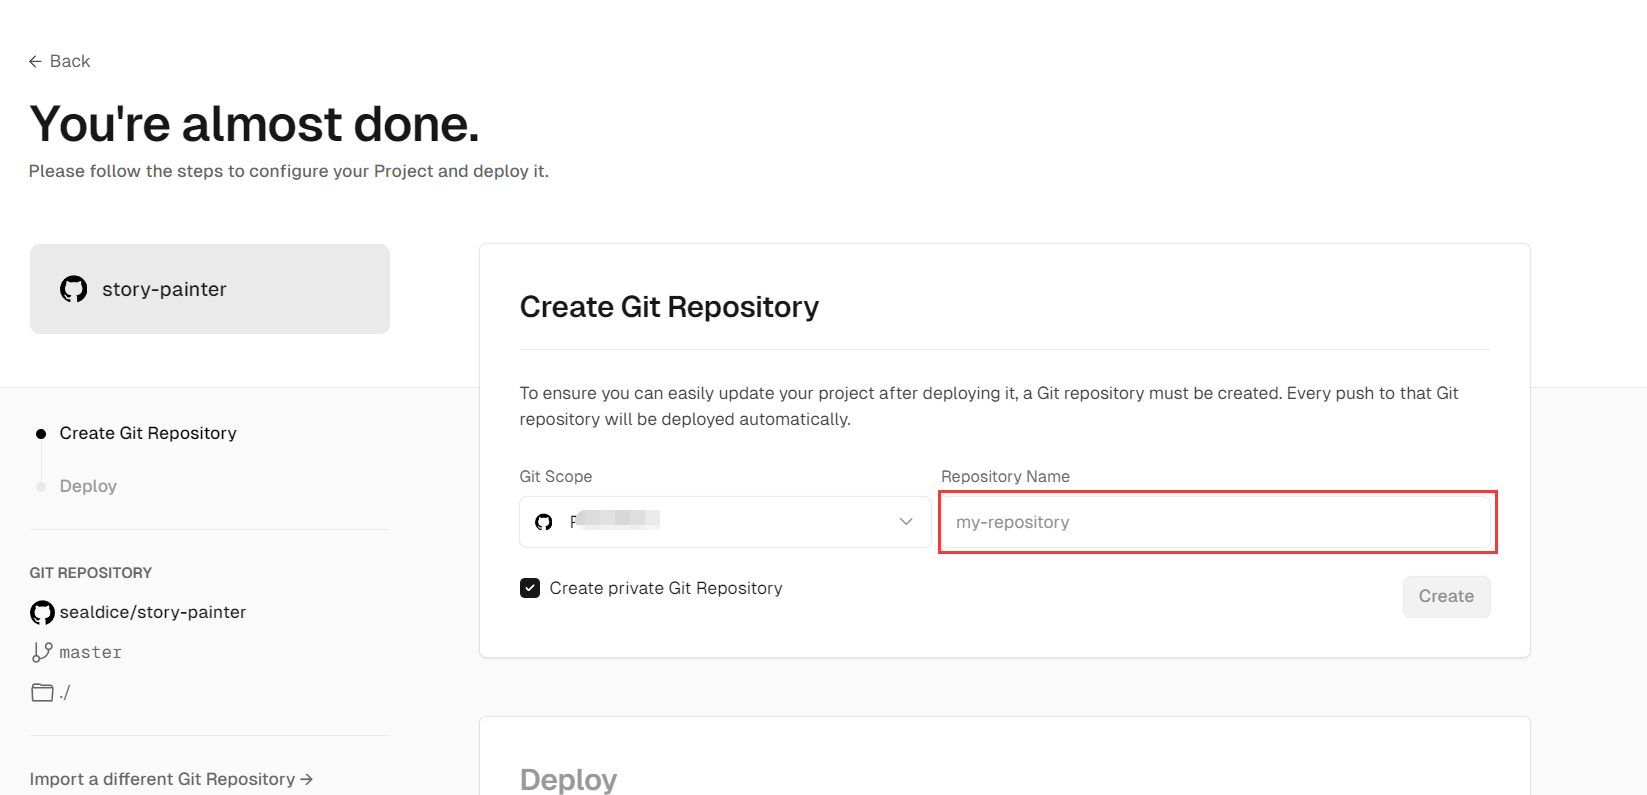 ← Back
You're almost done.
Please follow the steps to configure your Project and deploy it.
story-painter
Create Git Repository
Deploy
GIT REPOSITORY
sealdice/story-painter
master
./
Import a different Git Repository →
Create Git Repository
To ensure you can easily update your project after deploying it, a Git repository must be created. Every push to that Git
repository will be deployed automatically.
Git Scope
Repository Name
my-repository
Create private Git Repository
Create
Deploy